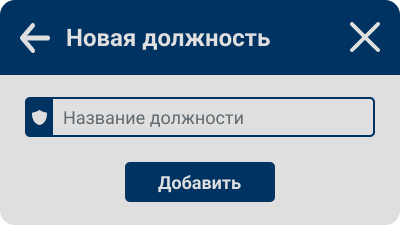 Новая должность
Название должности
Добавить